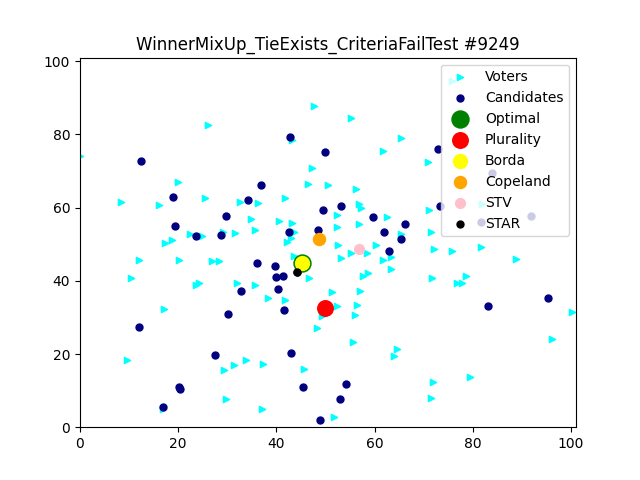 WinnerMixUp_TieExists_CriteriaFailTest #9249
100
80
60
40
20
0
0
20
40
60
80
100
Voters
Candidates
Optimal
Plurality
Borda
Copeland
STV
STAR